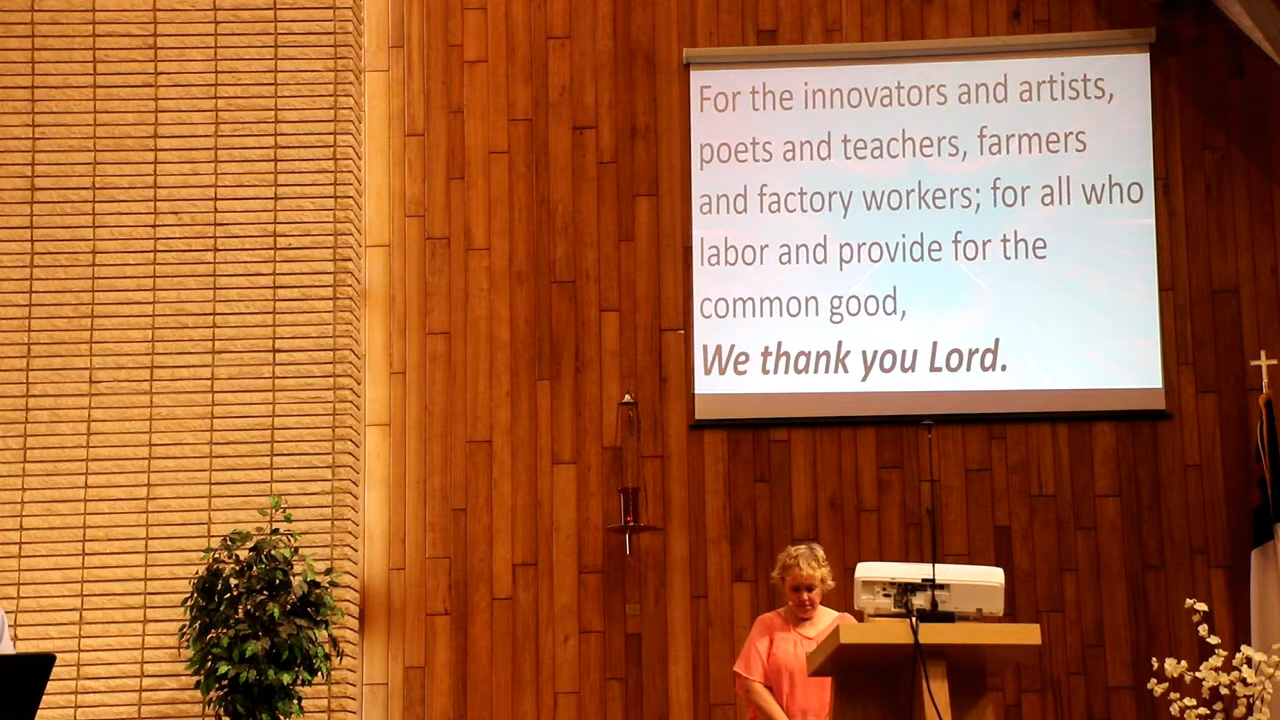 For the innovators and artists,
poets and teachers, farmers
and factory workers; for all who
labor and provide for the
common good,
We thank you Lord.